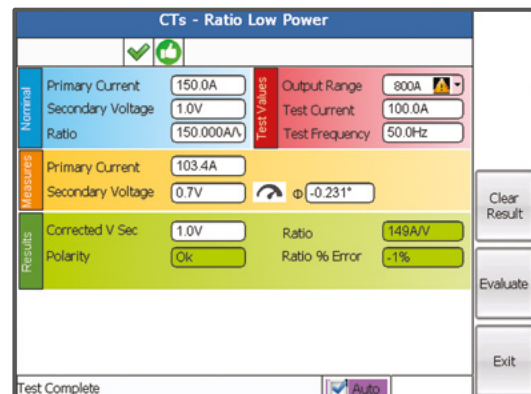 CTs - Ratio Low Power
Nominal
Primary Current 150.0A
Secondary Voltage 1.0V
Ratio 150.000A/V
Test Values
Output Range 800A
Test Current 100.0A
Test Frequency 50.0Hz
Measures
Primary Current 103.4A
Secondary Voltage 0.7V Φ -0.231°
Results
Corrected V Sec 1.0V
Polarity Ok
Ratio 149A/V
Ratio % Error -1%
Clear
Result
Evaluate
Exit
Test Complete
Auto